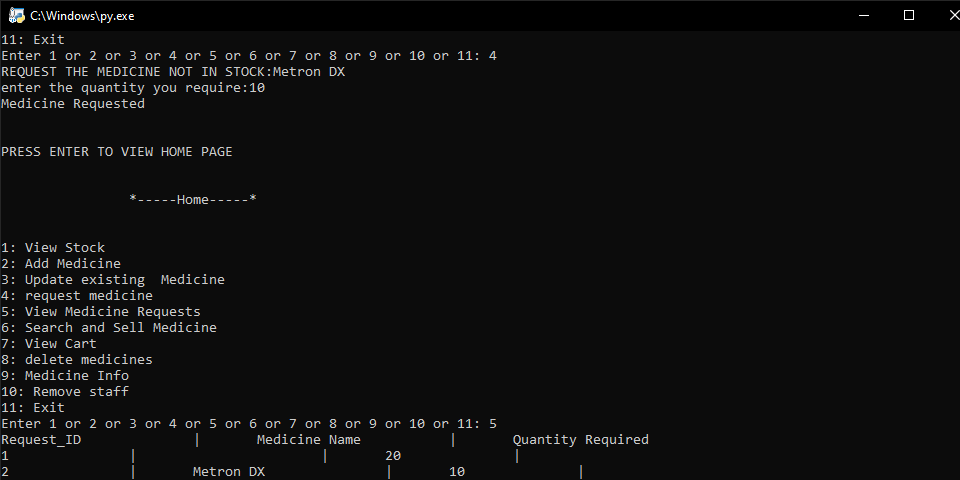 C:\Windows\py.exe
11: Exit
Enter 1 or 2 or 3 or 4 or 5 or 6 or 7 or 8 or 9 or 10 or 11: 4
REQUEST THE MEDICINE NOT IN STOCK:Metron DX
enter the quantity you require:10
Medicine Requested
PRESS ENTER TO VIEW HOME PAGE
*-----Home-----*
1: View Stock
2: Add Medicine
3: Update existing  Medicine
4: request medicine
5: View Medicine Requests
6: Search and Sell Medicine
7: View Cart
8: delete medicines
9: Medicine Info
10: Remove staff
11: Exit
Enter 1 or 2 or 3 or 4 or 5 or 6 or 7 or 8 or 9 or 10 or 11: 5
Request_ID | Medicine Name | Quantity Required
1 | | 20 |
2 | Metron DX | 10 |